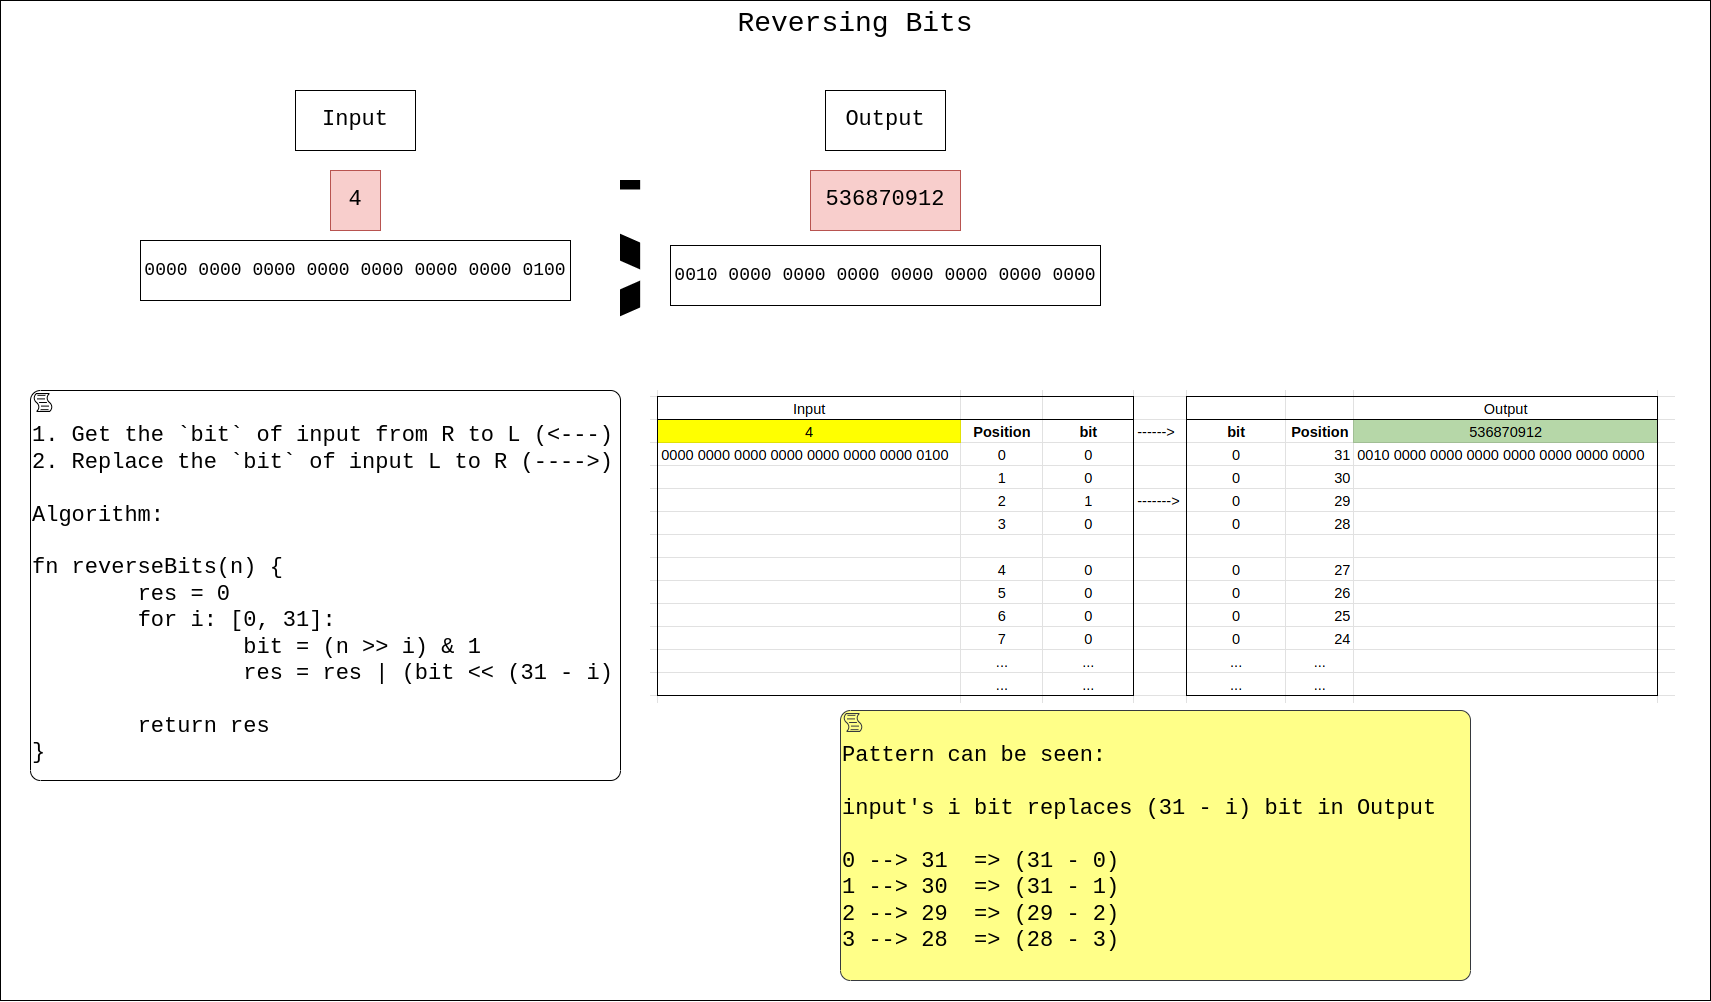 Reversing Bits
Input
Output
4
536870912
0000 0000 0000 0000 0000 0000 0000 0100
0010 0000 0000 0000 0000 0000 0000 0000
1. Get the `bit` of input from R to L (<---)
2. Replace the `bit` of input L to R (---->)
Algorithm:
fn reverseBits(n) {
res = 0
for i: [0, 31]:
bit = (n >> i) & 1
res = res | (bit << (31 - i)
return res
}
Input Output
4 Position bit ------> bit Position 536870912
0000 0000 0000 0000 0000 0000 0000 0100 0 0 0 31 0010 0000 0000 0000 0000 0000 0000 0000
1 0 0 30
2 1 -------> 0 29
3 0 0 28
4 0 0 27
5 0 0 26
6 0 0 25
7 0 0 24
... ... ... ...
... ... ... ...
Pattern can be seen:
input's i bit replaces (31 - i) bit in Output
0 --> 31 => (31 - 0)
1 --> 30 => (31 - 1)
2 --> 29 => (29 - 2)
3 --> 28 => (28 - 3)